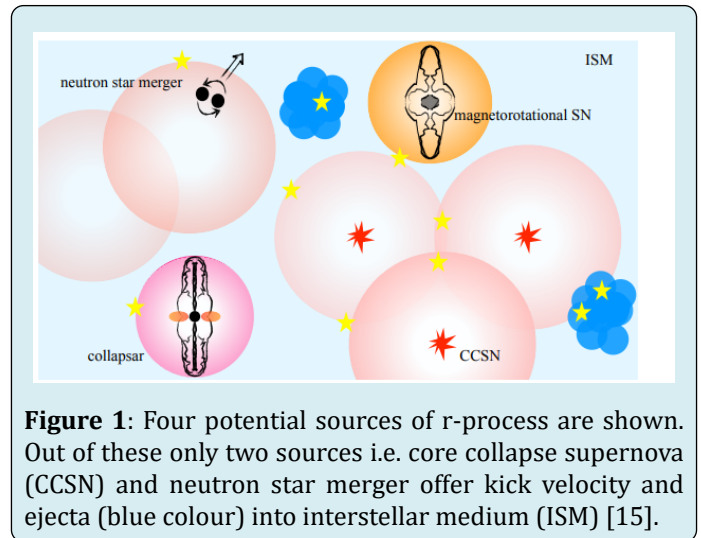 neutron star merger
ISM
magnetorotational SN
collapsar
CCSN
Figure 1: Four potential sources of r-process are shown.
Out of these only two sources i.e. core collapse supernova
(CCSN) and neutron star merger offer kick velocity and
ejecta (blue colour) into interstellar medium (ISM) [15].